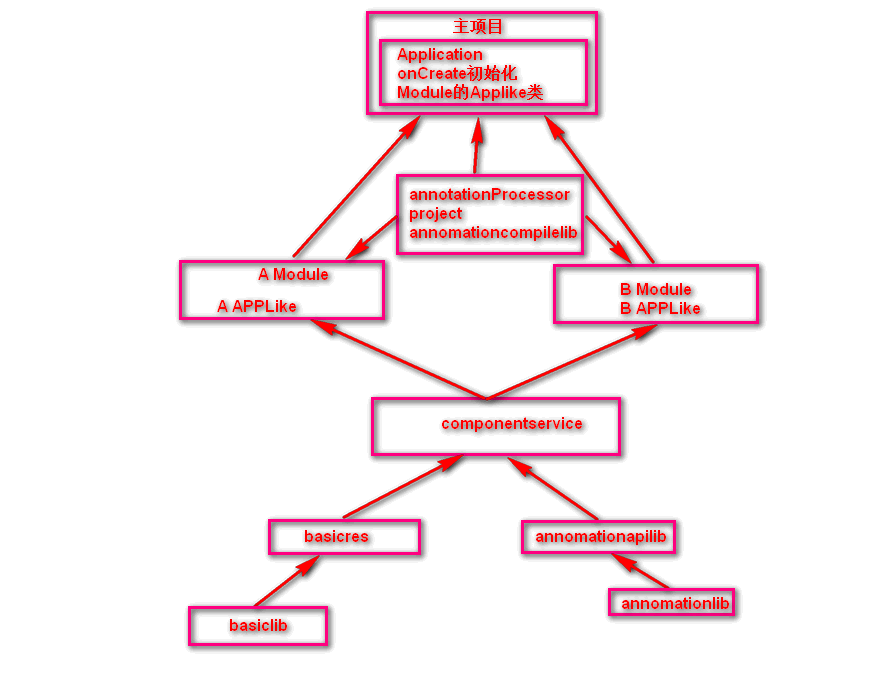 主项目
Application
onCreate初始化
Module的Applike类
annotationProcessor
project
annomationcompilelib
A Module
A APPLike
B Module
B APPLike
componentservice
basicres
annomationapilib
annomationlib
basiclib